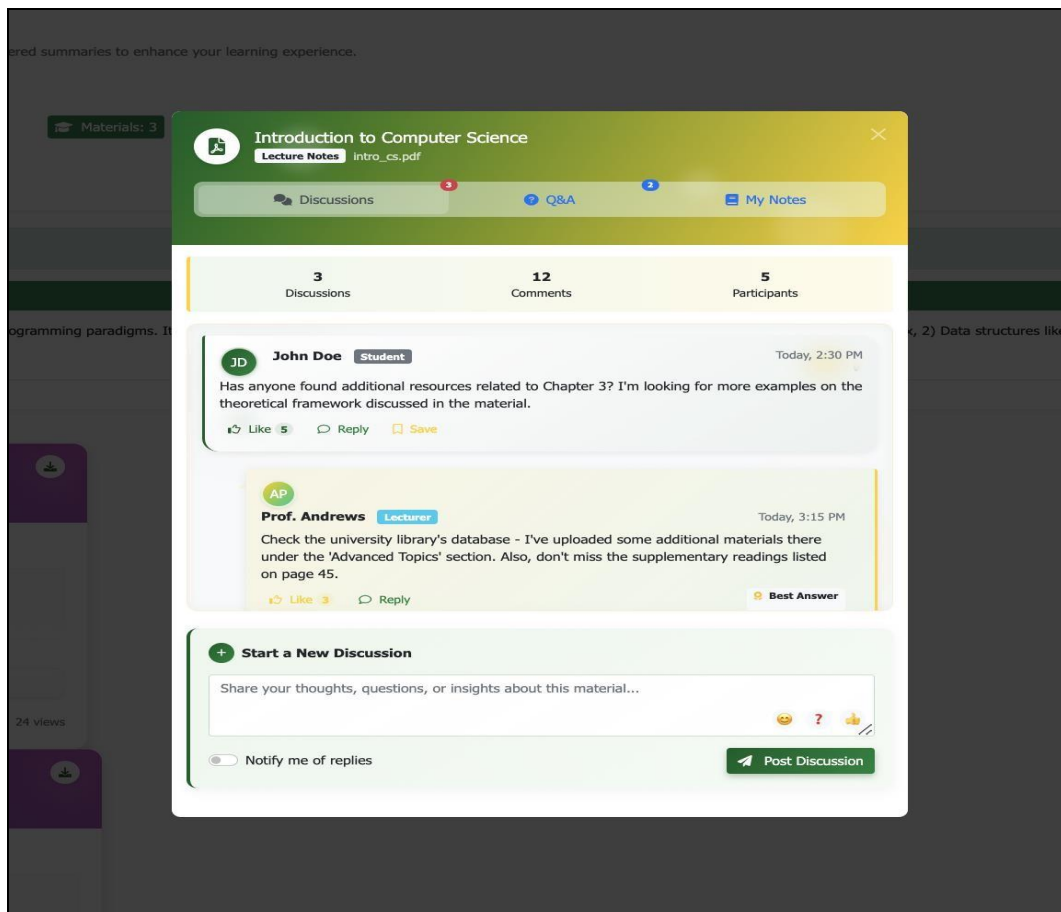 ered summaries to enhance your learning experience.
Materials: 3
Introduction to Computer Science
Lecture Notes intro_cs.pdf
Discussions 3 Q&A 2 My Notes
3 12 5
Discussions Comments Participants
ogramming paradigms. It , 2) Data structures like
JD John Doe Student Today, 2:30 PM
Has anyone found additional resources related to Chapter 3? I'm looking for more examples on the
theoretical framework discussed in the material.
Like 5 Reply Save
AP
Prof. Andrews Lecturer Today, 3:15 PM
Check the university library's database - I've uploaded some additional materials there
under the 'Advanced Topics' section. Also, don't miss the supplementary readings listed
on page 45.
Like 3 Reply Best Answer
+ Start a New Discussion
Share your thoughts, questions, or insights about this material...
?
24 views
Notify me of replies Post Discussion